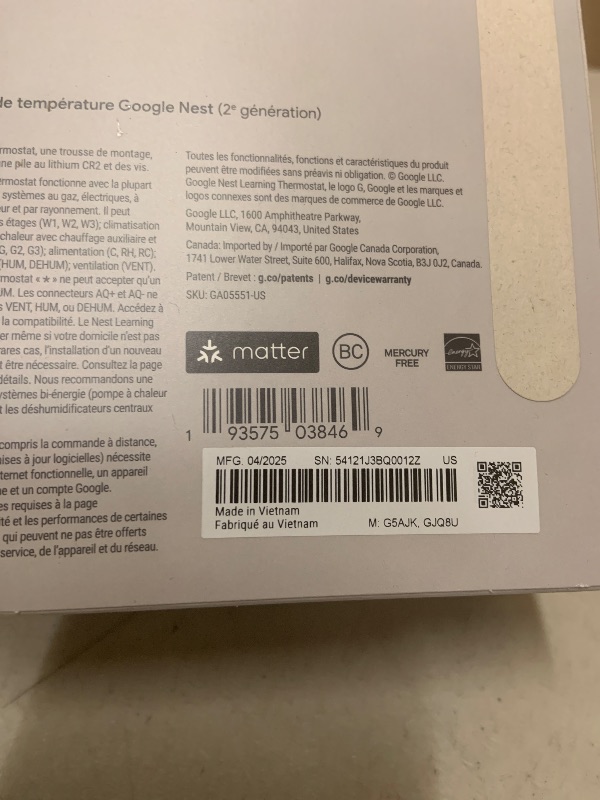 de température Google Nest (2e génération)
rmostat, une trousse de montage,
ne pile au lithium CR2 et des vis.
ermostat fonctionne avec la plupart
systèmes au gaz, électriques, à
ur et par rayonnement. Il peut
s étages (W1, W2, W3); climatisation
chaleur avec chauffage auxiliaire et
G, G2, G3); alimentation (C, RH, RC);
(HUM, DEHUM); ventilation (VENT).
rmostat « * » ne peut accepter qu'un
UM. Les connecteurs AQ+ et AQ- ne
s VENT, HUM, ou DEHUM. Accédez à
la compatibilité. Le Nest Learning
er même si votre domicile n'est pas
rares cas, l'installation d'un nouveau
t être nécessaire. Consultez la page
détails. Nous recommandons une
systèmes bi-énergie (pompe à chaleur
t les déshumidificateurs centraux
compris la commande à distance,
ises à jour logicielles) nécessite
ternet fonctionnelle, un appareil
ne et un compte Google.
es requises à la page
té et les performances de certaines
qui peuvent ne pas être offerts
service, de l'appareil et du réseau.
Toutes les fonctionnalités, fonctions et caractéristiques du produit
peuvent être modifiées sans préavis ni obligation. © Google LLC.
Google Nest Learning Thermostat, le logo G, Google et les marques et
logos connexes sont des marques de commerce de Google LLC.
Google LLC, 1600 Amphitheatre Parkway,
Mountain View, CA, 94043, United States
Canada: Imported by / Importé par Google Canada Corporation,
1741 Lower Water Street, Suite 600, Halifax, Nova Scotia, B3J 0J2, Canada.
Patent / Brevet : g.co/patents | g.co/devicewarranty
SKU: GA05551-US
matter
BC
MERCURY
FREE
energy
ENERGY STAR
1 93575 03846 9
MFG. 04/2025 SN: 54121J3BQ0012Z US
Made in Vietnam
Fabriqué au Vietnam M: G5AJK, GJQ8U